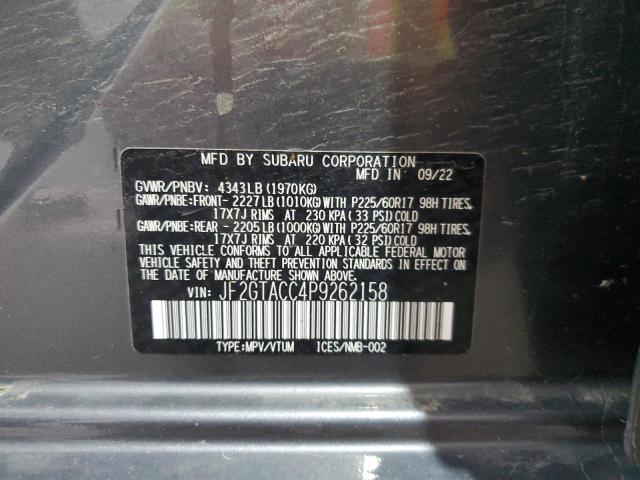 MFD BY SUBARU CORPORATION
MFD IN 09/22
GVWR/PNBV: 4343LB(1970KG)
GAWR/PNBE:FRONT-2227LB(1010KG)WITH P225/60R17 98H TIRES,
17X7J RIMS AT 230 KPA(33 PSI)COLD
GAWR/PNBE:REAR -2205LB(1000KG)WITH P225/60R17 98H TIRES,
17X7J RIMS AT 220 KPA(32 PSI)COLD
THIS VEHICLE CONFORMS TO ALL APPLICABLE FEDERAL MOTOR
VEHICLE SAFETY AND THEFT PREVENTION STANDARDS IN EFFECT
ON THE DATE OF MANUFACTURE SHOWN ABOVE.
VIN: JF2GTACC4P9262158
TYPE:MPV/VTUM ICES/NMB-002